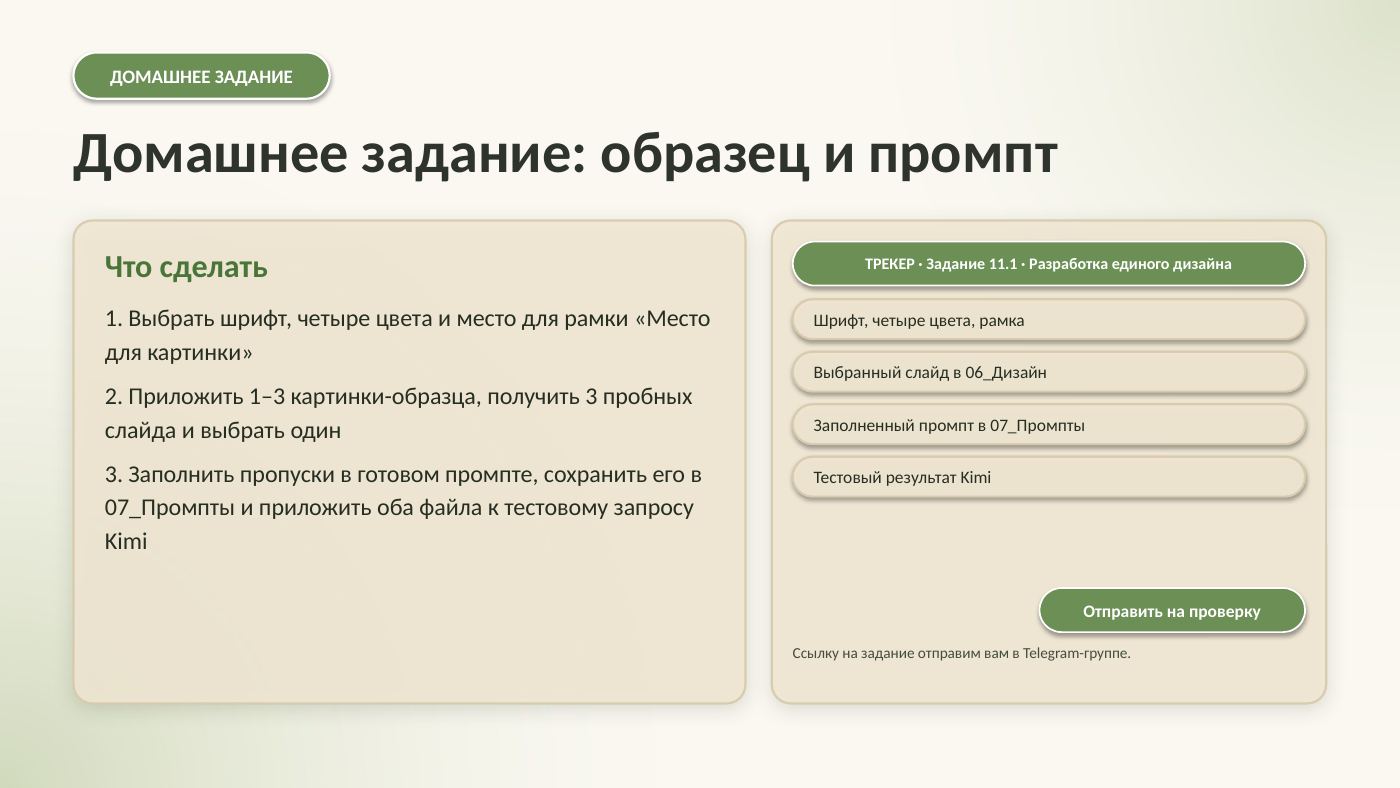 ДОМАШНЕЕ ЗАДАНИЕ
Домашнее задание: образец и промпт
Что сделать
1. Выбрать шрифт, четыре цвета и место для рамки «Место
для картинки»
2. Приложить 1–3 картинки-образца, получить 3 пробных
слайда и выбрать один
3. Заполнить пропуски в готовом промпте, сохранить его в
07_Промпты и приложить оба файла к тестовому запросу
Kimi
ТРЕКЕР · Задание 11.1 · Разработка единого дизайна
Шрифт, четыре цвета, рамка
Выбранный слайд в 06_Дизайн
Заполненный промпт в 07_Промпты
Тестовый результат Kimi
Отправить на проверку
Ссылку на задание отправим вам в Telegram-группе.